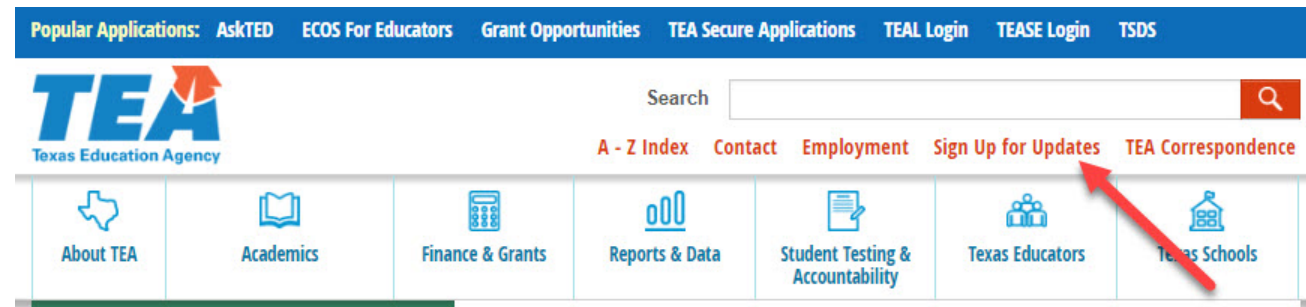 Popular Applications: AskTED ECOS For Educators Grant Opportunities TEA Secure Applications TEAL Login TEASE Login TSDS
TEA
Texas Education Agency
Search
A - Z Index Contact Employment Sign Up for Updates TEA Correspondence
About TEA
Academics
Finance & Grants
Reports & Data
Student Testing &
Accountability
Texas Educators
Texas Schools